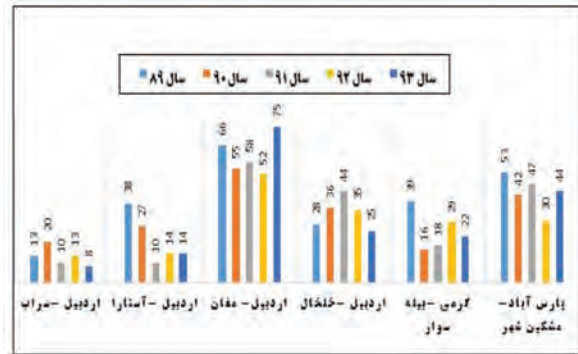 سال ۸۹ سال ۹۰ سال ۹۱ سال ۹۲ سال ۹۳
13 20 10 13 8
38 27 10 14 14
66 55 58 52 75
28 36 44 35 25
39 16 18 29 22
53 42 47 30 44
اردبیل -سراب
اردبیل -آستارا
اردبیل- مغان
اردبیل -خلخال
گرمی -بیله
سوار
پارس آباد-
مشکین شهر